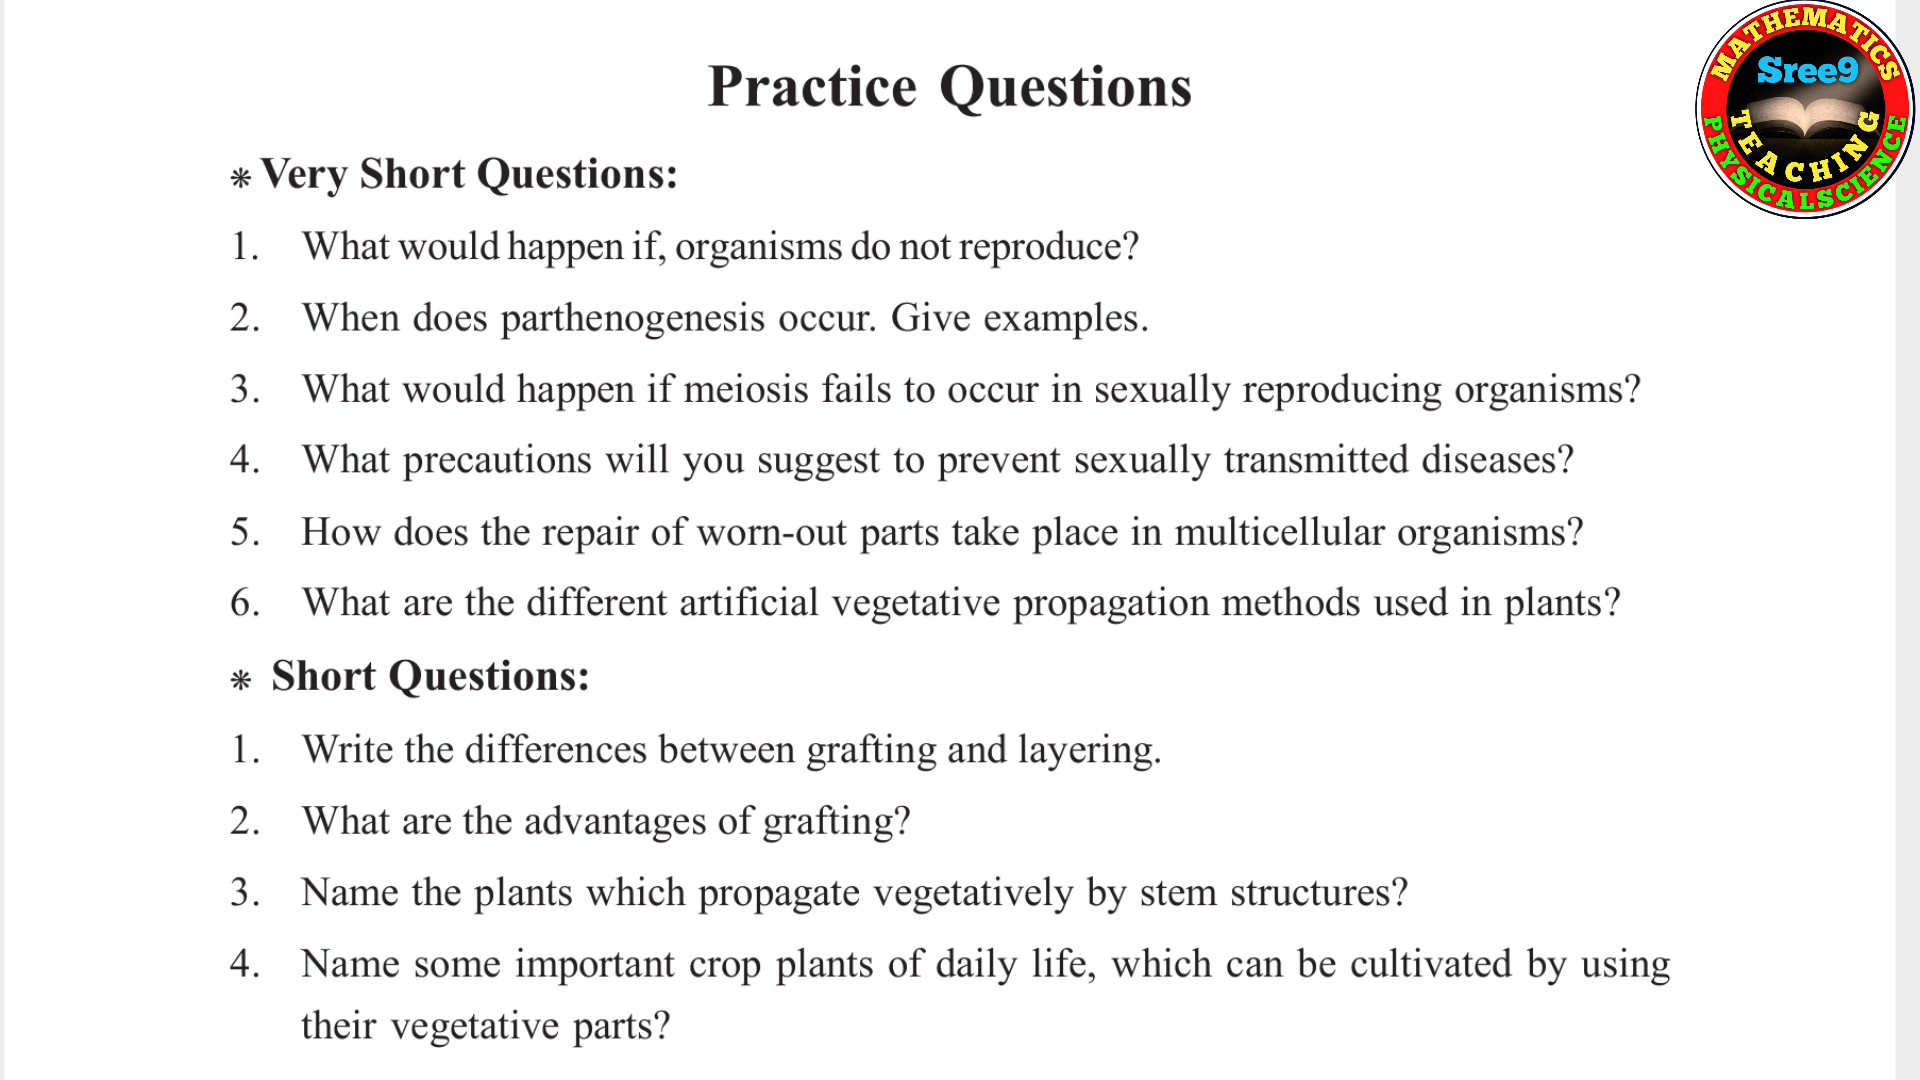 Practice Questions
MATHEMATICS
Sree9
TEACHING
PHYSICALSCIENCE
* Very Short Questions:
1. What would happen if, organisms do not reproduce?
2. When does parthenogenesis occur. Give examples.
3. What would happen if meiosis fails to occur in sexually reproducing organisms?
4. What precautions will you suggest to prevent sexually transmitted diseases?
5. How does the repair of worn-out parts take place in multicellular organisms?
6. What are the different artificial vegetative propagation methods used in plants?
* Short Questions:
1. Write the differences between grafting and layering.
2. What are the advantages of grafting?
3. Name the plants which propagate vegetatively by stem structures?
4. Name some important crop plants of daily life, which can be cultivated by using
their vegetative parts?